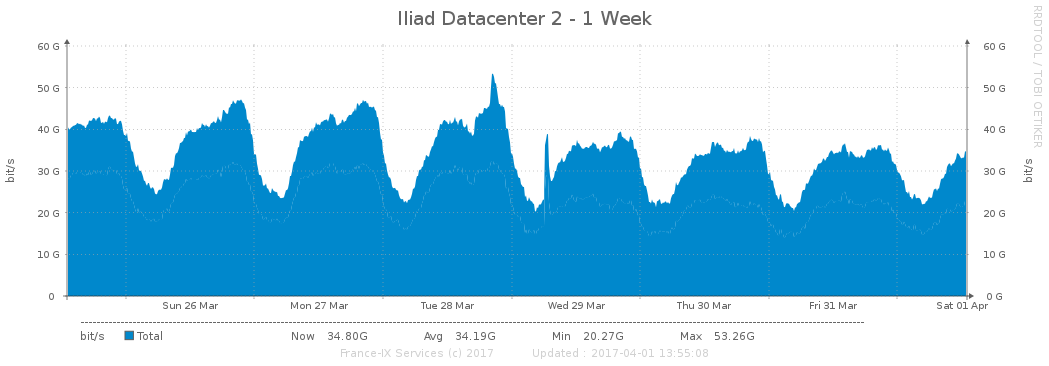 Iliad Datacenter 2 - 1 Week
RRDTOOL / TOBI OETIKER
60 G 60 G
50 G 50 G
40 G 40 G
30 G 30 G
20 G 20 G
10 G 10 G
0 0 G
bit/s bit/s
Sun 26 Mar Mon 27 Mar Tue 28 Mar Wed 29 Mar Thu 30 Mar Fri 31 Mar Sat 01 Apr
bit/s Total Now 34.80G Avg 34.19G Min 20.27G Max 53.26G
France-IX Services (c) 2017 Updated : 2017-04-01 13:55:08